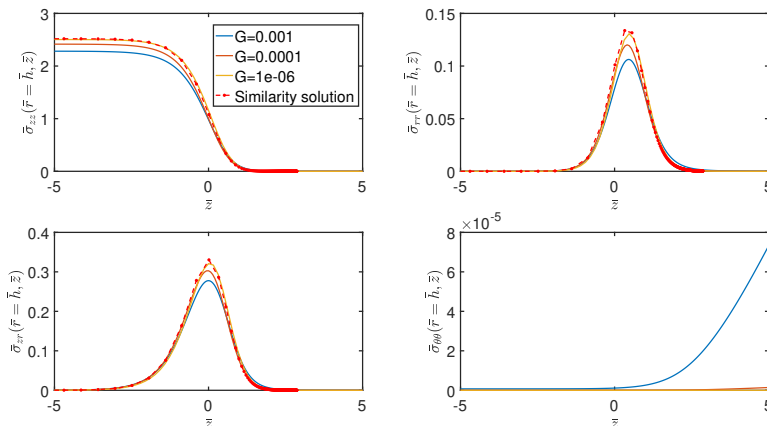 3
2
1
0
-5
0
5
z̄
σ̄zz(r̄ = h̄, z̄)
G=0.001
G=0.0001
G=1e-06
Similarity solution
0.15
0.1
0.05
0
-5
0
5
z̄
σ̄rr(r̄ = h̄, z̄)
0.4
0.3
0.2
0.1
0
-5
0
5
z̄
σ̄zr(r̄ = h̄, z̄)
×10⁻⁵
8
6
4
2
0
-5
0
5
z̄
σ̄θθ(r̄ = h̄, z̄)